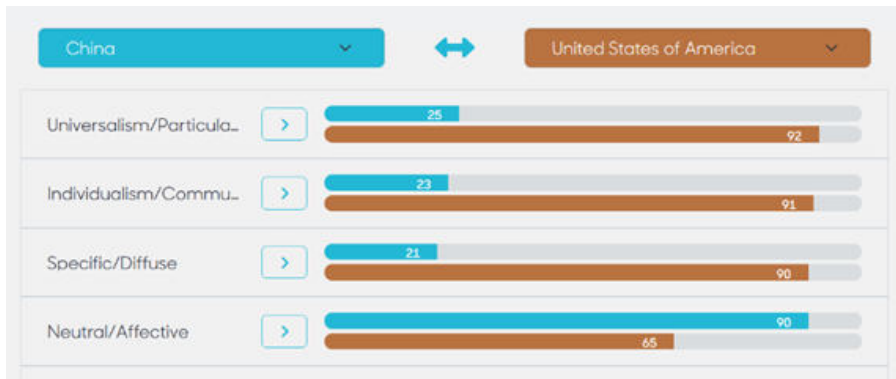 China
United States of America
Universalism/Particula...
25
92
Individualism/Commu...
23
91
Specific/Diffuse
21
90
Neutral/Affective
90
65